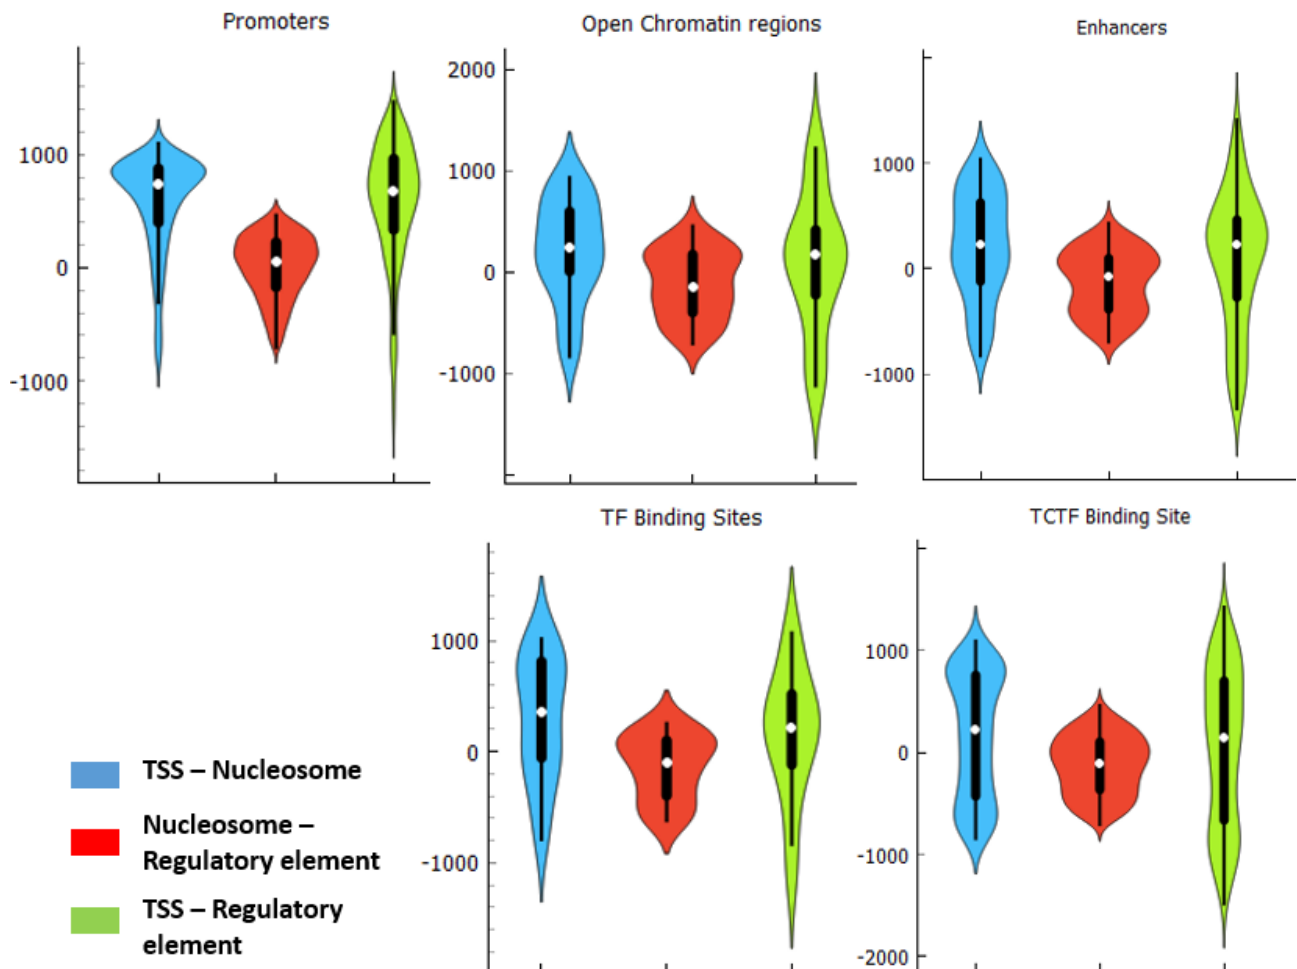 Promoters
1000
0
-1000
Open Chromatin regions
2000
1000
0
-1000
Enhancers
1000
0
-1000
TF Binding Sites
1000
0
-1000
TCTF Binding Site
1000
0
-1000
-2000
TSS – Nucleosome
Nucleosome –
Regulatory element
TSS – Regulatory
element